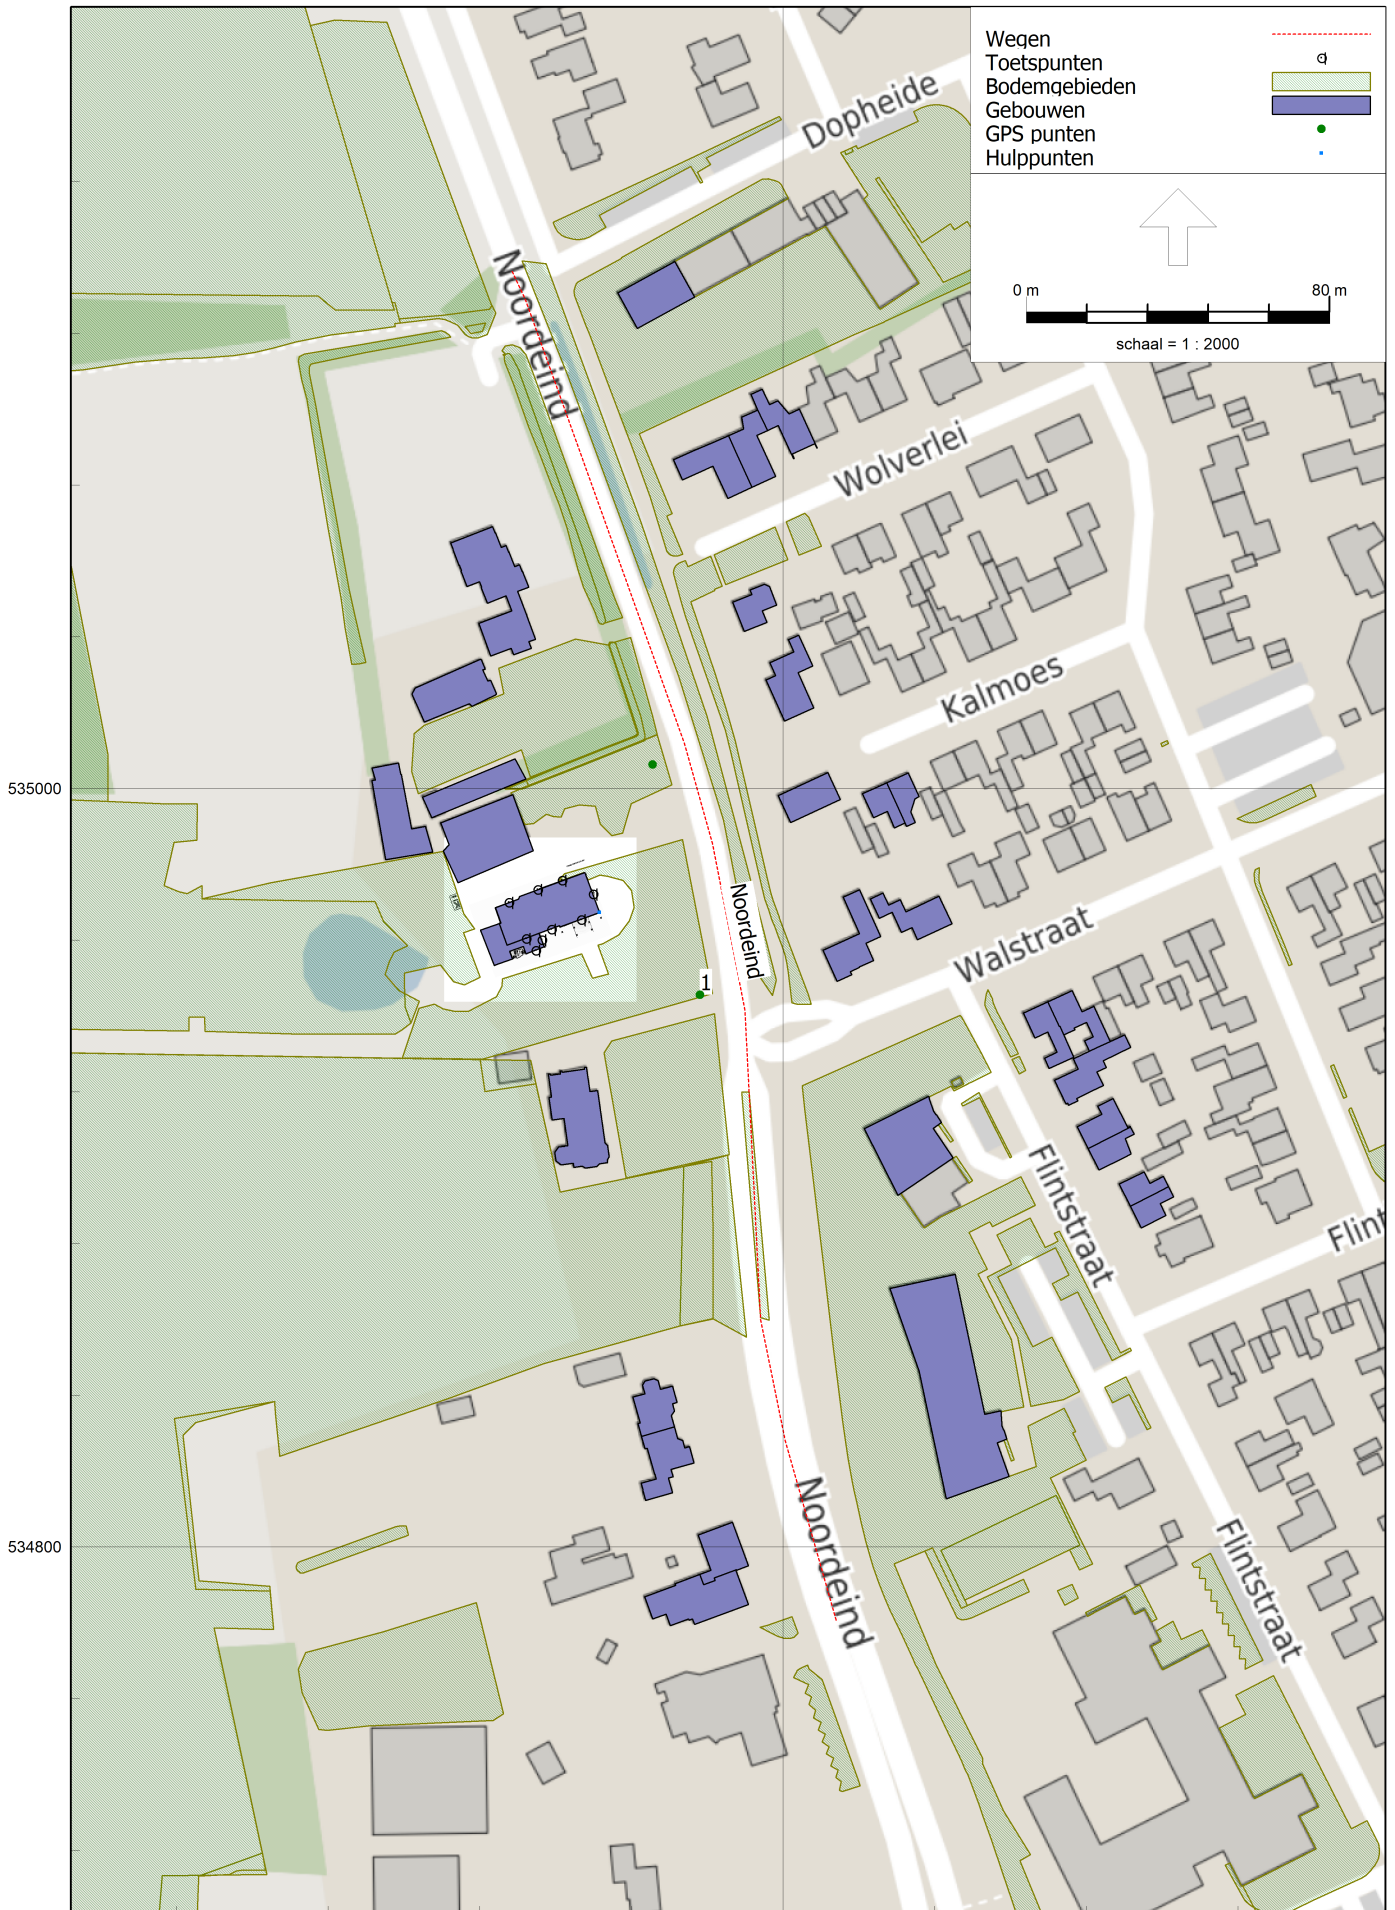 Wegen
Toetspunten
Bodemgebieden
Gebouwen
GPS punten
Hulppunten
0 m 80 m
schaal = 1 : 2000
Dopheide
Noordeind
Wolverlei
Kalmoes
535000
Noordeind
Walstraat
1
Flintstraat
Flint
534800
Noordeind
Flintstraat